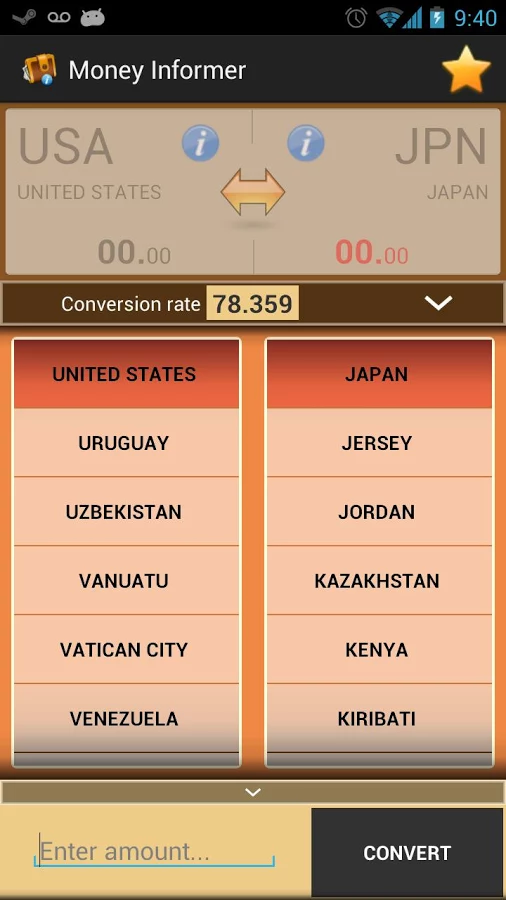 9:40
Money Informer
USA JPN
UNITED STATES JAPAN
00.00 00.00
Conversion rate 78.359
UNITED STATES JAPAN
URUGUAY JERSEY
UZBEKISTAN JORDAN
VANUATU KAZAKHSTAN
VATICAN CITY KENYA
VENEZUELA KIRIBATI
Enter amount... CONVERT